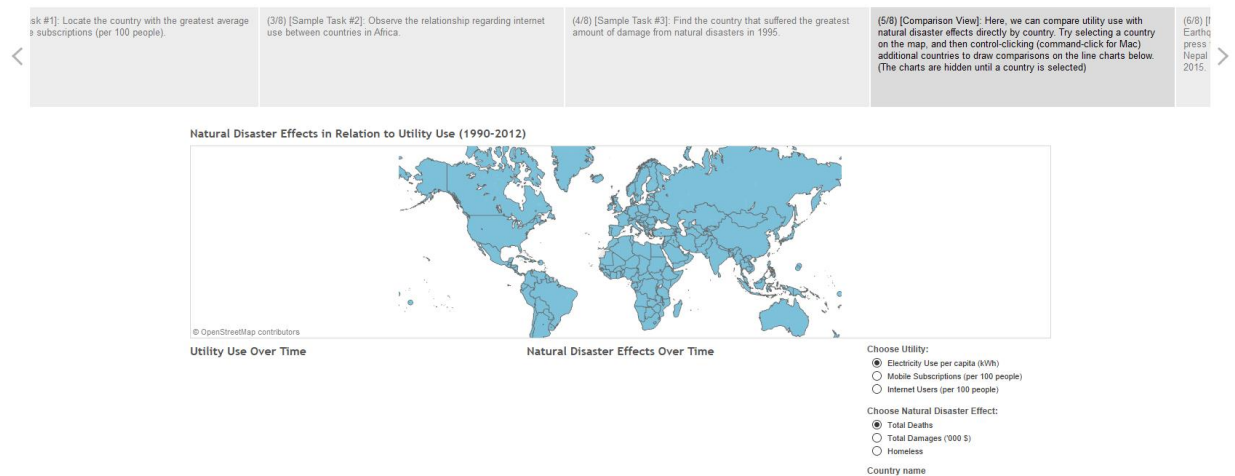 sk #1]: Locate the country with the greatest average
e subscriptions (per 100 people).
(3/8) [Sample Task #2]: Observe the relationship regarding internet
use between countries in Africa.
(4/8) [Sample Task #3]: Find the country that suffered the greatest
amount of damage from natural disasters in 1995.
(5/8) [Comparison View]: Here, we can compare utility use with
natural disaster effects directly by country. Try selecting a country
on the map, and then control-clicking (command-click for Mac)
additional countries to draw comparisons on the line charts below.
(The charts are hidden until a country is selected)
(6/8) [
Earthq
press
Nepal
2015.
Natural Disaster Effects in Relation to Utility Use (1990-2012)
© OpenStreetMap contributors
Utility Use Over Time
Natural Disaster Effects Over Time
Choose Utility:
Electricity Use per capita (kWh)
Mobile Subscriptions (per 100 people)
Internet Users (per 100 people)
Choose Natural Disaster Effect:
Total Deaths
Total Damages ('000 $)
Homeless
Country name